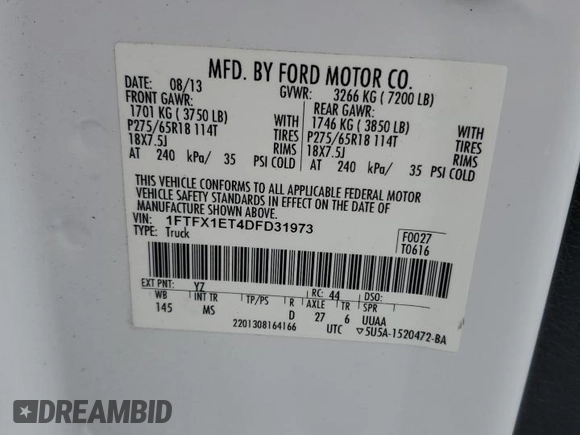 MFD. BY FORD MOTOR CO.
DATE: 08/13 GVWR: 3266 KG ( 7200 LB)
FRONT GAWR: REAR GAWR:
1701 KG ( 3750 LB) WITH 1746 KG ( 3850 LB) WITH
P275/65R18 114T TIRES P275/65R18 114T TIRES
18X7.5J RIMS 18X7.5J RIMS
AT 240 kPa/ 35 PSI COLD AT 240 kPa/ 35 PSI COLD
THIS VEHICLE CONFORMS TO ALL APPLICABLE FEDERAL MOTOR
VEHICLE SAFETY STANDARDS IN EFFECT ON THE DATE OF
MANUFACTURE SHOWN ABOVE.
VIN: 1FTFX1ET4DFD31973
TYPE: Truck
F0027
T0616
EXT PNT: YZ RC: 44 DSO:
WB INT TR TP/PS R AXLE TR SPR
145 MS D 27 6 UUAA
2201308164166 UTC 5U5A-1520472-BA
DREAMBID